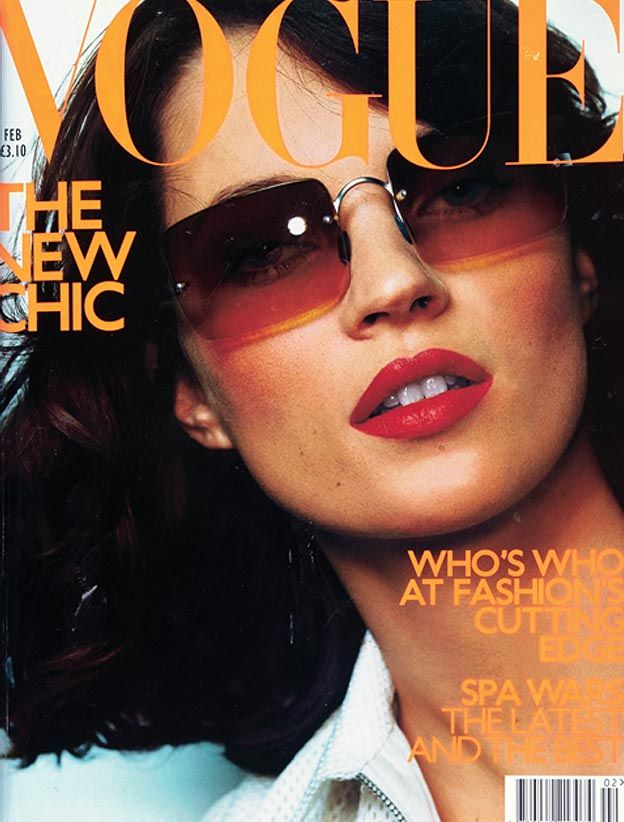 VOGUE
FEB
£3.10
THE
NEW
CHIC
WHO'S WHO
AT FASHION'S
CUTTING
EDGE
SPA WARS
THE LATEST
AND THE BEST
02